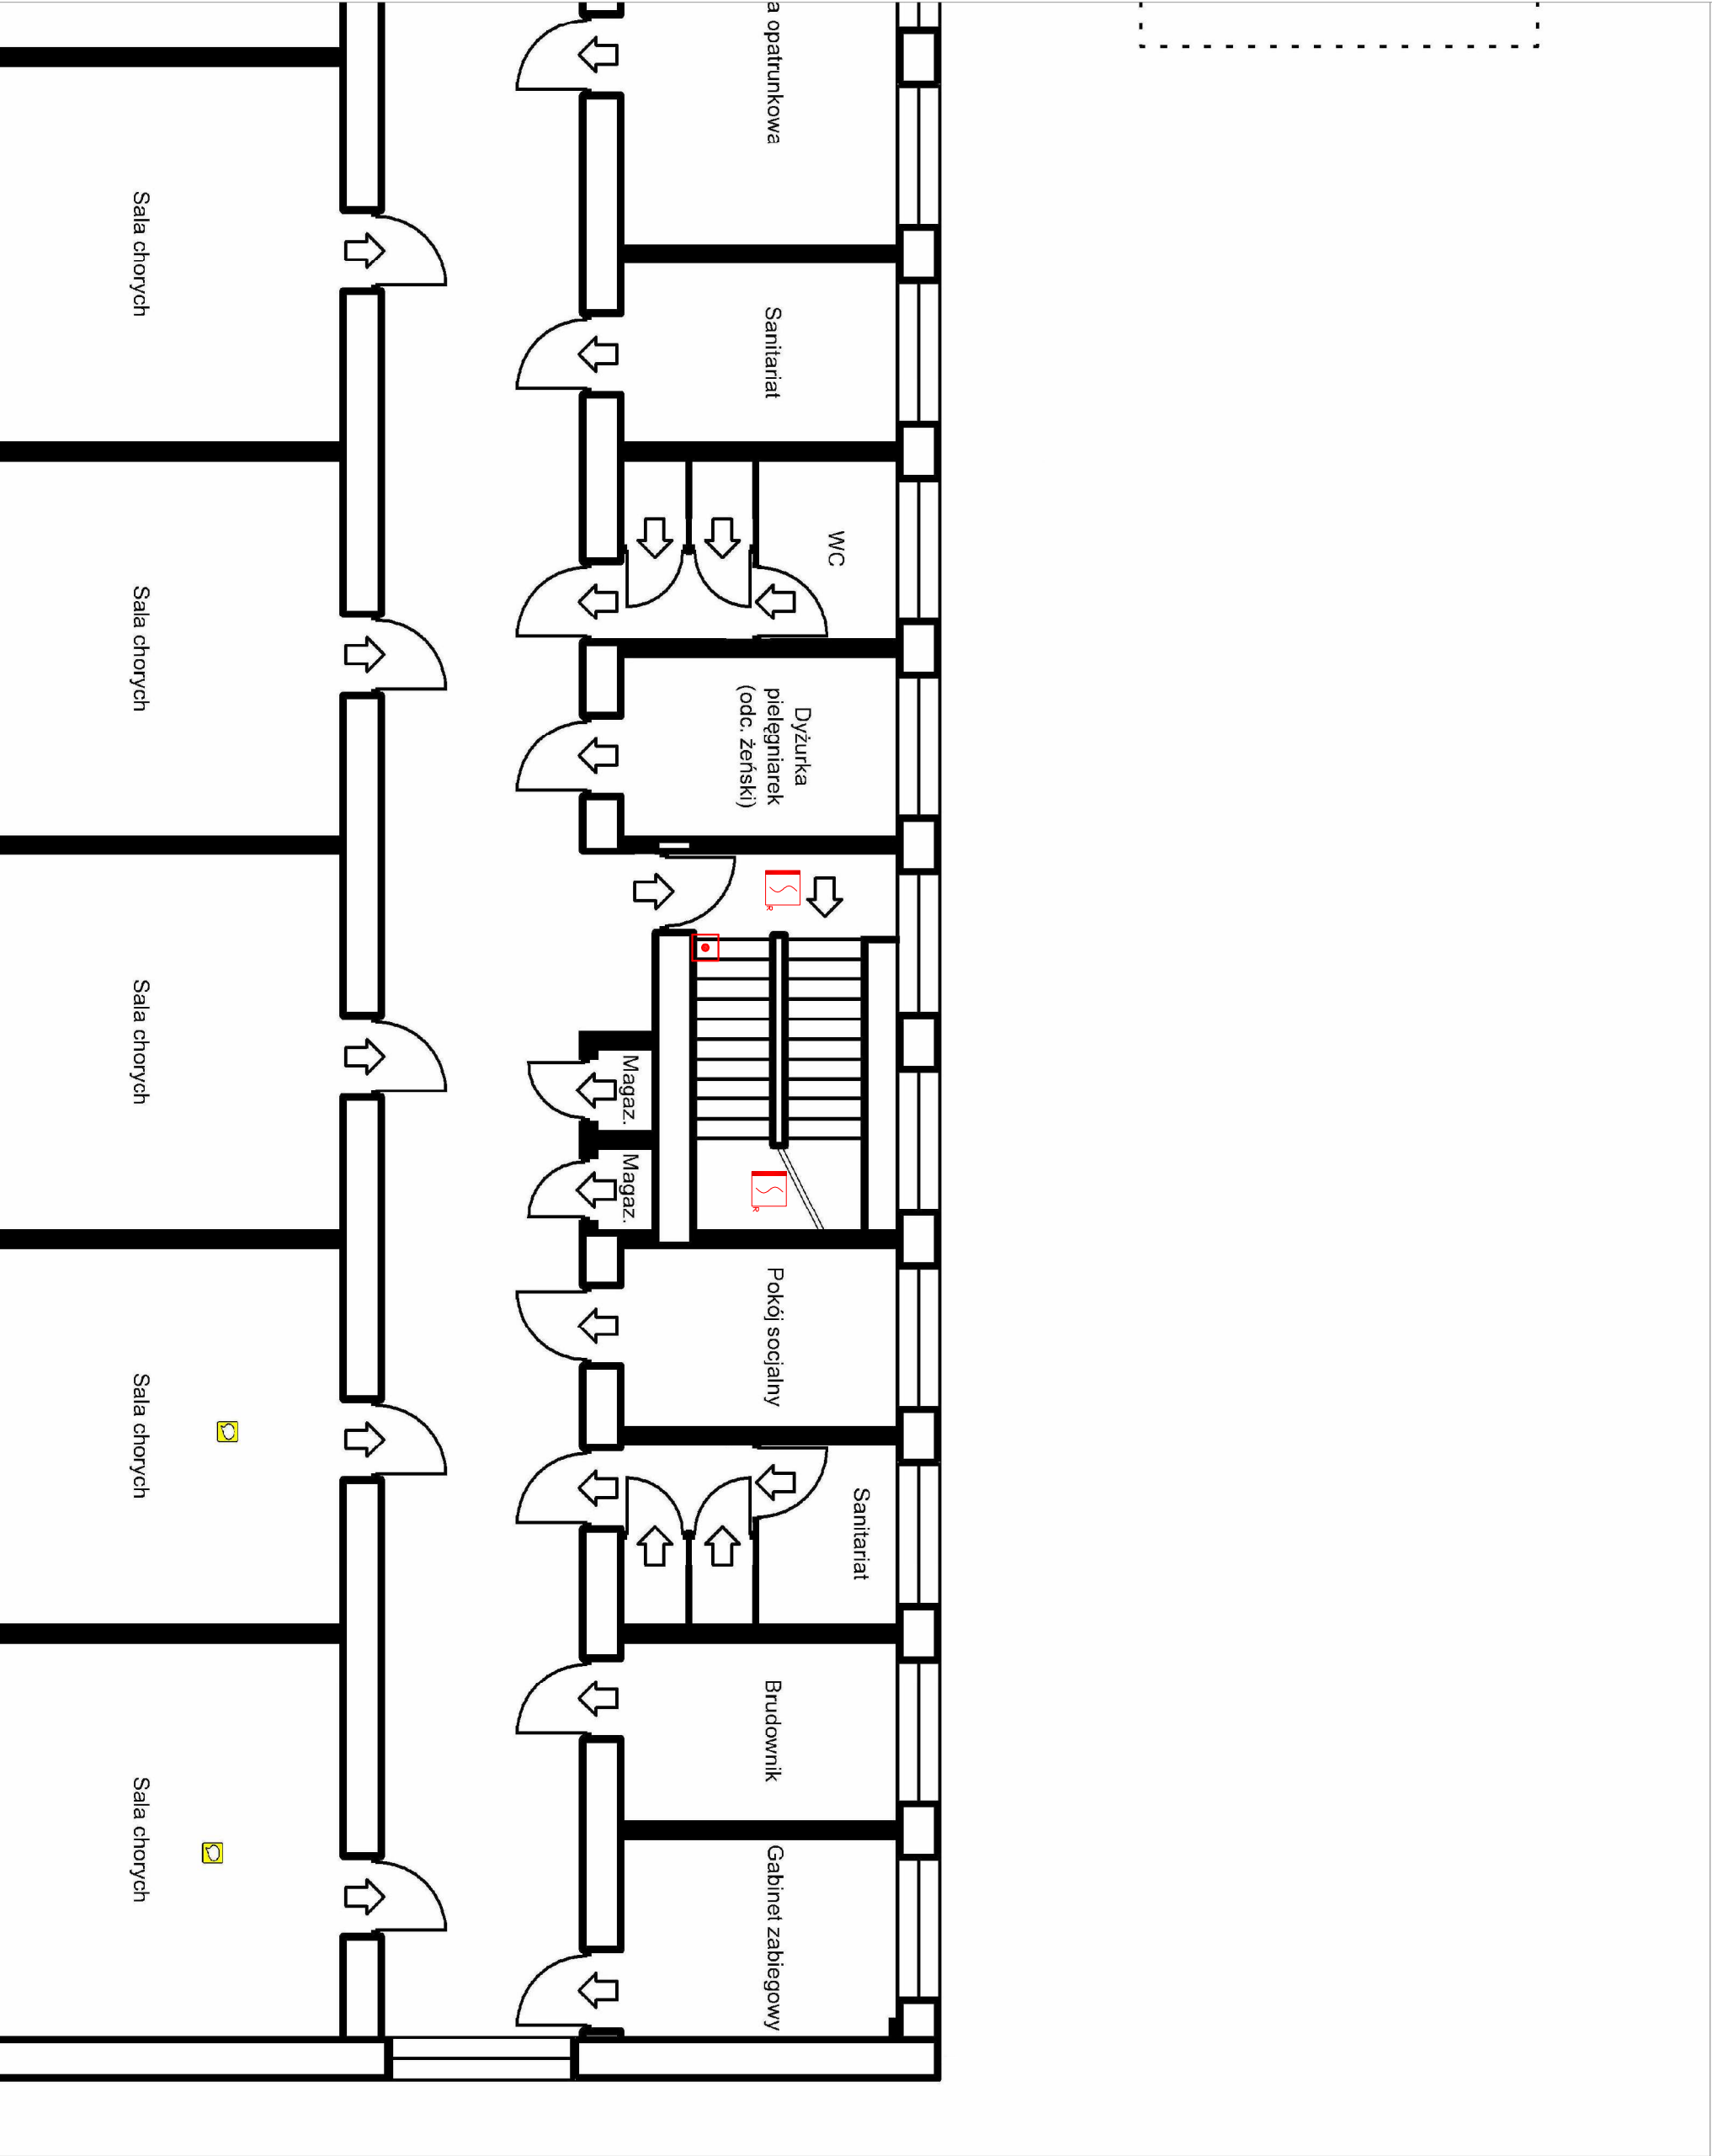 a opatrunkowa
Sala chorych
Sanitariat
WC
Sala chorych
Dyżurka
pielęgniarek
(odc. żeński)
R
Sala chorych
Magaz.
Magaz.
R
Pokój socjalny
Sala chorych
Sanitariat
Brudownik
Sala chorych
Gabinet zabiegowy